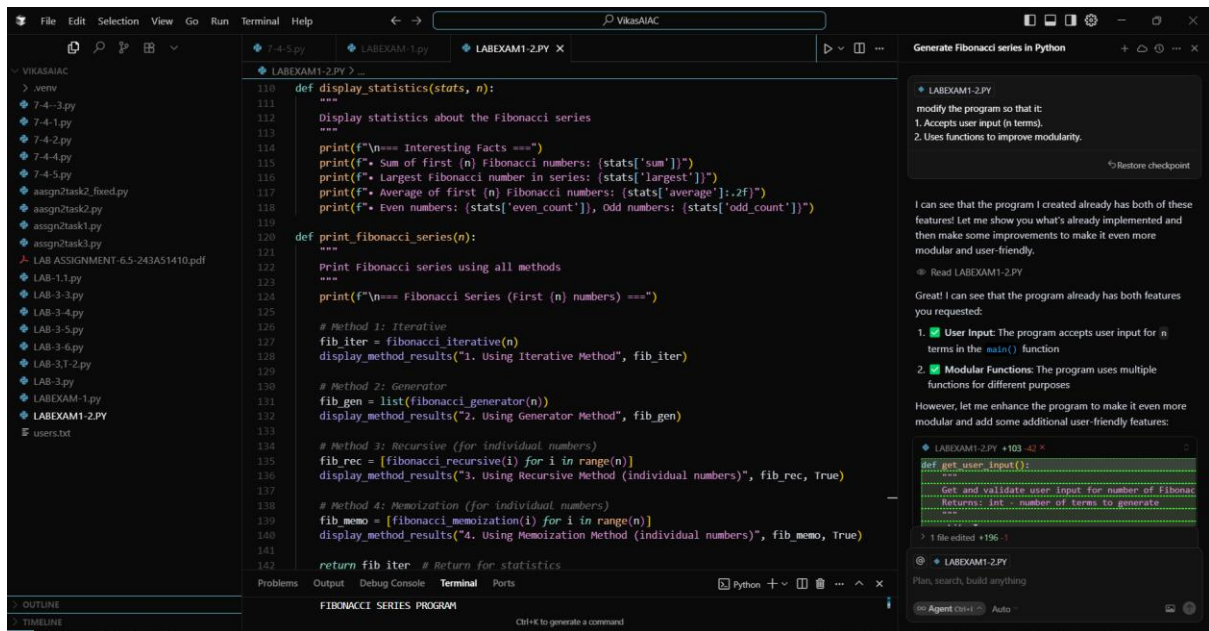 File Edit Selection View Go Run Terminal Help
VikasAIAC
7-4-5.py LABEXAM-1.py LABEXAM1-2.PY
LABEXAM1-2.PY > ...
VIKASAIAC
.venv
7-4--3.py
7-4-1.py
7-4-2.py
7-4-4.py
7-4-5.py
aasgn2task2_fixed.py
aasgn2task2.py
assgn2task1.py
assgn2task3.py
LAB ASSIGNMENT-6.5-243A51410.pdf
LAB-1.1.py
LAB-3-3.py
LAB-3-4.py
LAB-3-5.py
LAB-3-6.py
LAB-3,T-2.py
LAB-3.py
LABEXAM-1.py
LABEXAM1-2.PY
users.txt
OUTLINE
TIMELINE
110 def display_statistics(stats, n):
111 """
112 Display statistics about the Fibonacci series
113 """
114 print(f"\n=== Interesting Facts ===")
115 print(f"• Sum of first {n} Fibonacci numbers: {stats['sum']}")
116 print(f"• Largest Fibonacci number in series: {stats['largest']}")
117 print(f"• Average of first {n} Fibonacci numbers: {stats['average']:.2f}")
118 print(f"• Even numbers: {stats['even_count']}, Odd numbers: {stats['odd_count']}")
119
120 def print_fibonacci_series(n):
121 """
122 Print Fibonacci series using all methods
123 """
124 print(f"\n=== Fibonacci Series (First {n} numbers) ===")
125
126 # Method 1: Iterative
127 fib_iter = fibonacci_iterative(n)
128 display_method_results("1. Using Iterative Method", fib_iter)
129
130 # Method 2: Generator
131 fib_gen = list(fibonacci_generator(n))
132 display_method_results("2. Using Generator Method", fib_gen)
133
134 # Method 3: Recursive (for individual numbers)
135 fib_rec = [fibonacci_recursive(i) for i in range(n)]
136 display_method_results("3. Using Recursive Method (individual numbers)", fib_rec, True)
137
138 # Method 4: Memoization (for individual numbers)
139 fib_memo = [fibonacci_memoization(i) for i in range(n)]
140 display_method_results("4. Using Memoization Method (individual numbers)", fib_memo, True)
141
142 return fib_iter # Return for statistics
Problems Output Debug Console Terminal Ports
Python
FIBONACCI SERIES PROGRAM
Ctrl+K to generate a command
Generate Fibonacci series in Python
LABEXAM1-2.PY
modify the program so that it:
1. Accepts user input (n terms).
2. Uses functions to improve modularity.
Restore checkpoint
I can see that the program I created already has both of these
features! Let me show you what's already implemented and
then make some improvements to make it even more
modular and user-friendly.
Read LABEXAM1-2.PY
Great! I can see that the program already has both features
you requested:
1. ✅ User Input: The program accepts user input for n
terms in the main() function
2. ✅ Modular Functions: The program uses multiple
functions for different purposes
However, let me enhance the program to make it even more
modular and add some additional user-friendly features:
LABEXAM1-2.PY +103 -42
def get_user_input():
"""
Get and validate user input for number of Fibonac
Returns: int - number of terms to generate
"""
1 file edited +196 -1
@ LABEXAM1-2.PY
Plan, search, build anything
Agent Ctrl+I Auto